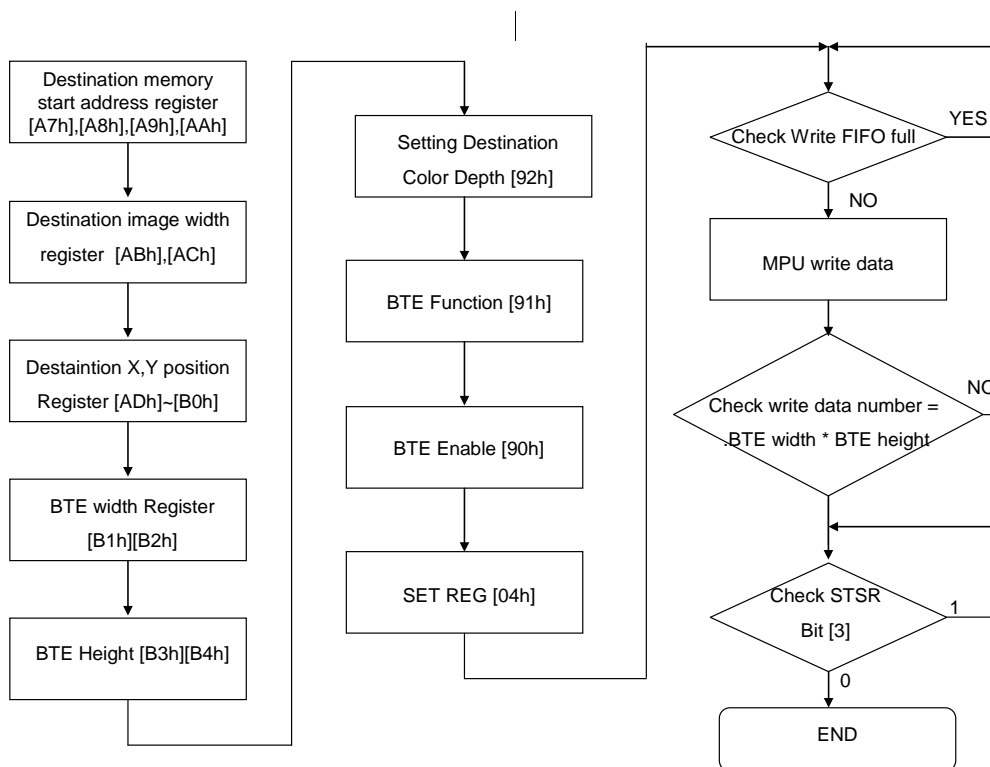 Destination memory
start address register
[A7h],[A8h],[A9h],[AAh]
Destination image width
register [ABh],[ACh]
Destaintion X,Y position
Register [ADh]~[B0h]
BTE width Register
[B1h][B2h]
BTE Height [B3h][B4h]
Setting Destination
Color Depth [92h]
BTE Function [91h]
BTE Enable [90h]
SET REG [04h]
Check Write FIFO full
YES
NO
MPU write data
Check write data number =
.BTE width * BTE height
NO
Check STSR
Bit [3]
1
0
END